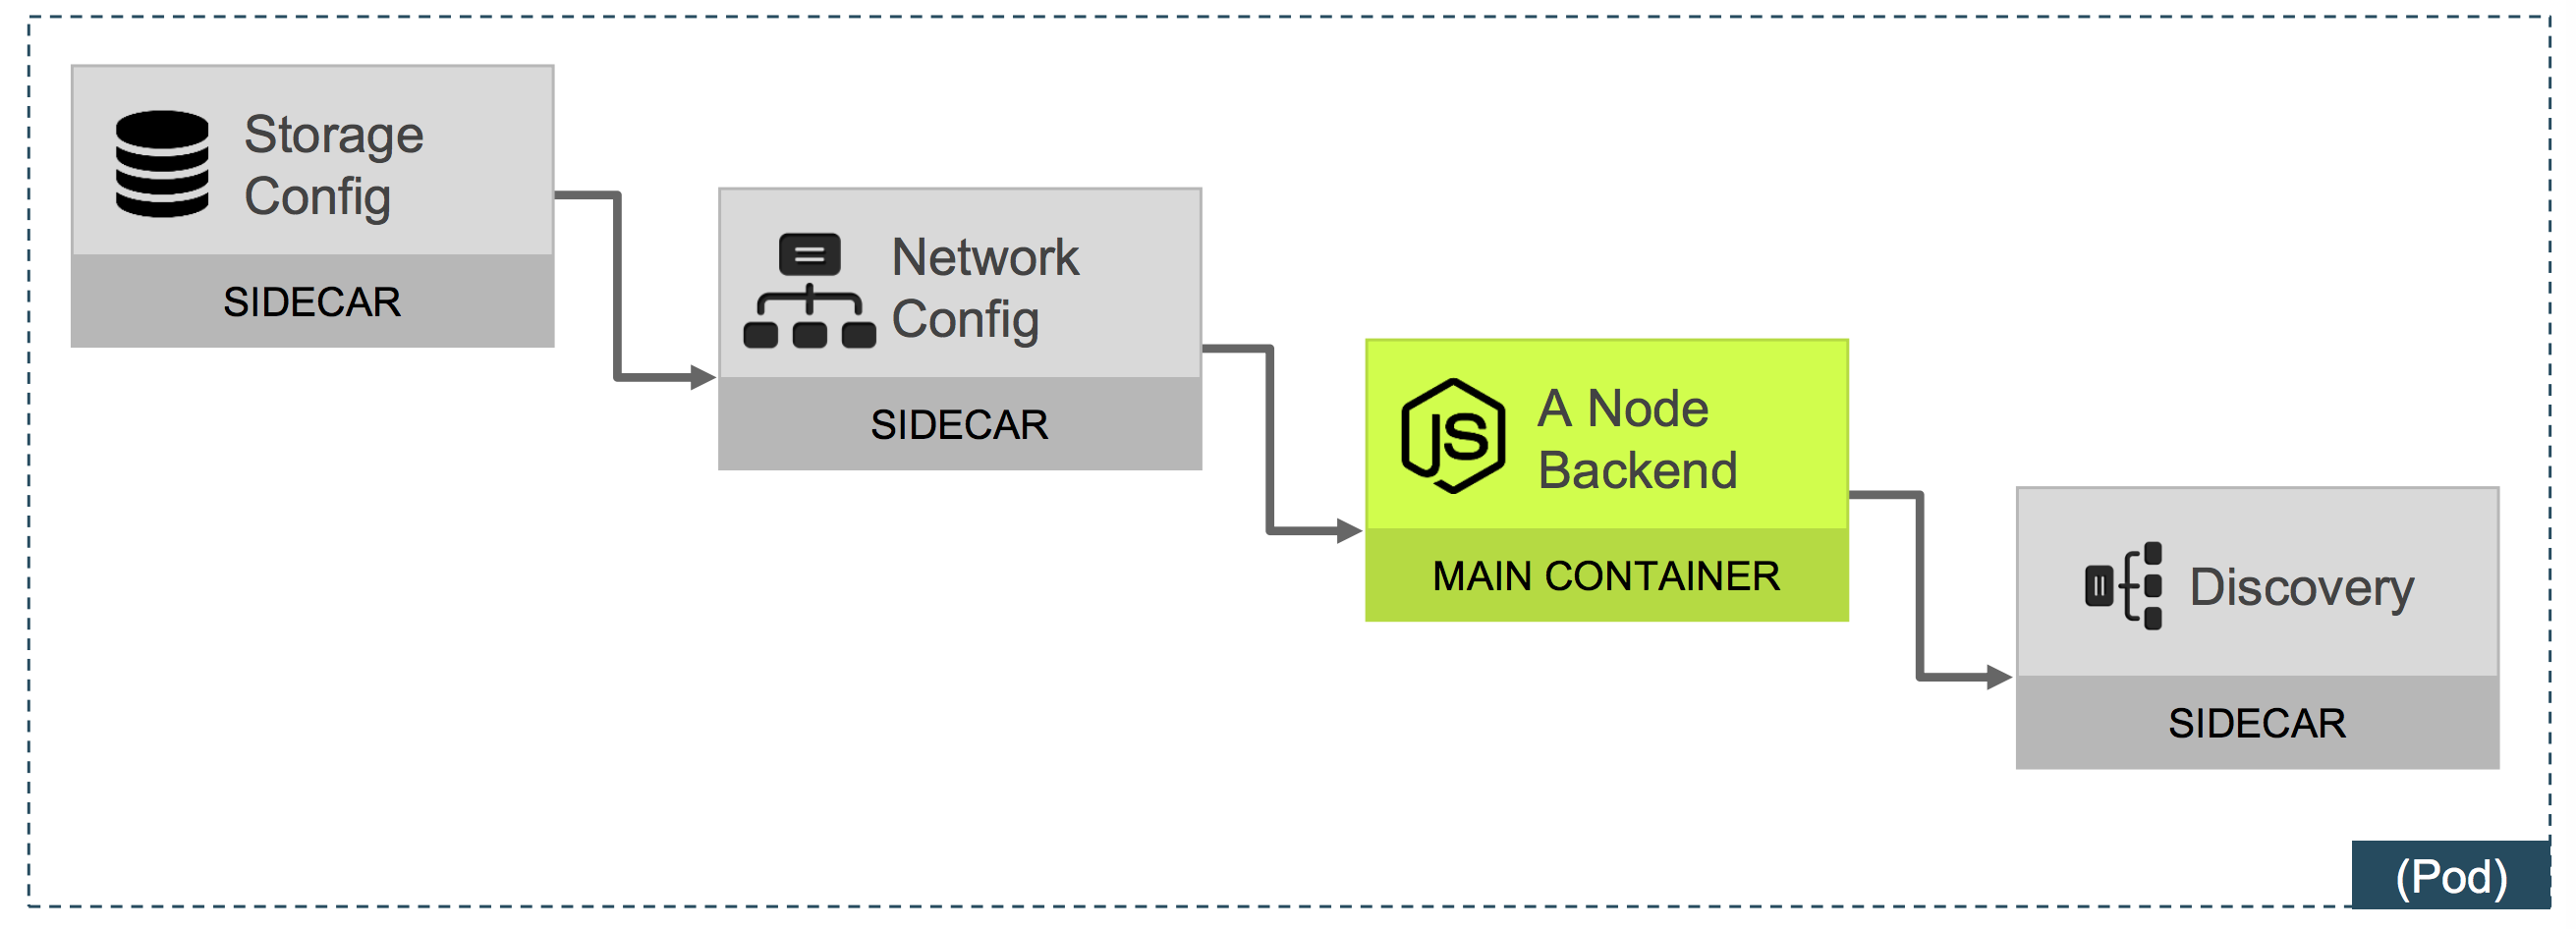 Storage
Config
SIDECAR
Network
Config
SIDECAR
JS
A Node
Backend
MAIN CONTAINER
Discovery
SIDECAR
(Pod)